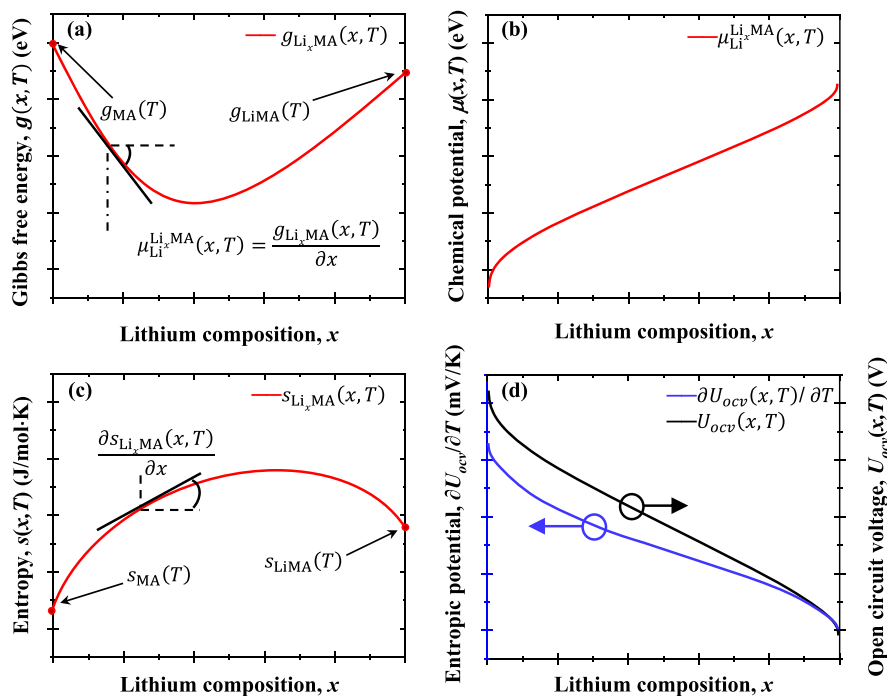 (a)
g_{Li_xMA}(x,T)
g_{MA}(T)
g_{LiMA}(T)
μ_{Li}^{Li_xMA}(x,T) = g_{Li_xMA}(x,T) / ∂x
Gibbs free energy, g(x,T) (eV)
Lithium composition, x
(b)
μ_{Li}^{Li_xMA}(x,T)
Chemical potential, μ(x,T) (eV)
Lithium composition, x
(c)
s_{Li_xMA}(x,T)
∂s_{Li_xMA}(x,T) / ∂x
s_{MA}(T)
s_{LiMA}(T)
Entropy, s(x,T) (J/mol·K)
Lithium composition, x
(d)
∂U_{ocv}(x,T)/ ∂T
U_{ocv}(x,T)
Entropic potential, ∂U_{ocv}/∂T (mV/K)
Open circuit voltage, U_{ocv}(x,T) (V)
Lithium composition, x